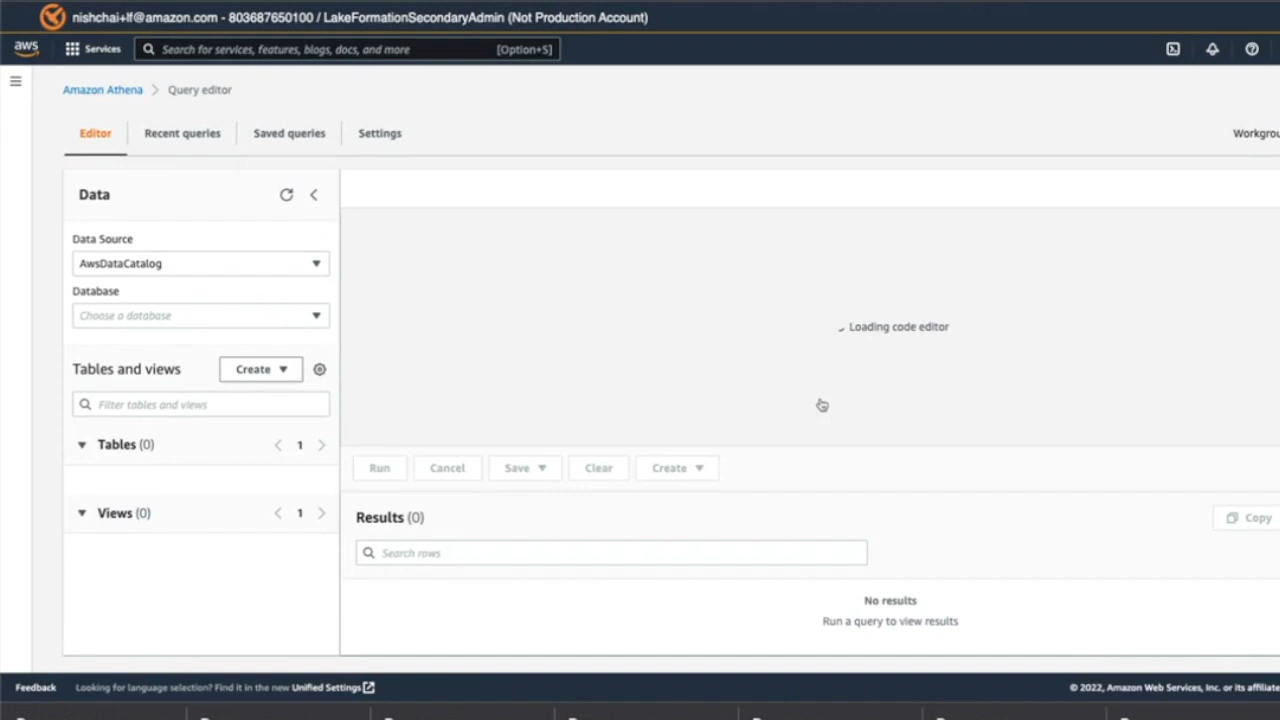 nishchai+lf@amazon.com - 803687650100 / LakeFormationSecondaryAdmin (Not Production Account)
aws Services Search for services, features, blogs, docs, and more [Option+S]
Amazon Athena Query editor
Editor Recent queries Saved queries Settings Workgrou
Data
Data Source
AwsDataCatalog
Database
Choose a database
Loading code editor
Tables and views Create
Filter tables and views
Tables (0) 1
Run Cancel Save Clear Create
Views (0) 1
Results (0) Copy
Search rows
No results
Run a query to view results
Feedback Looking for language selection? Find it in the new Unified Settings © 2022, Amazon Web Services, Inc. or its affiliate